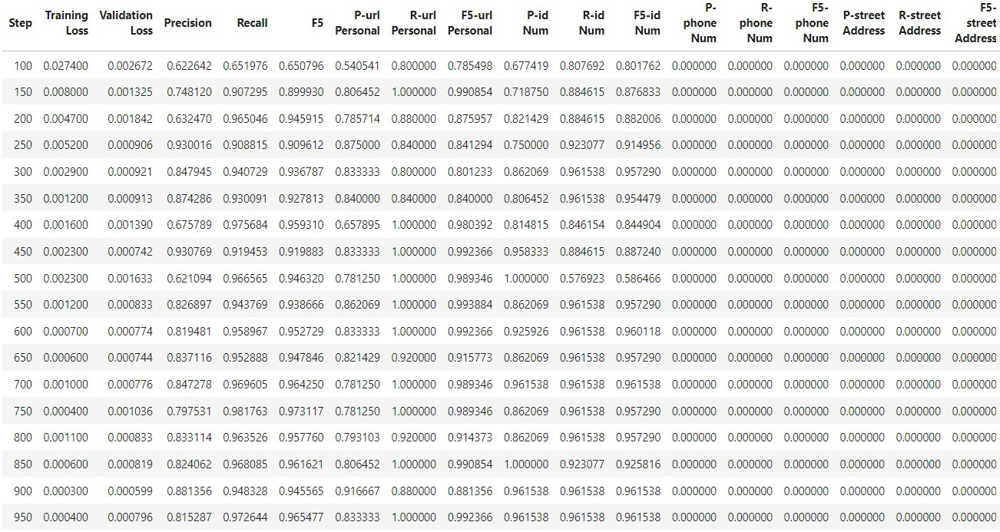 Step Training Loss Validation Loss Precision Recall F5 P-url Personal R-url Personal F5-url Personal P-id Num R-id Num F5-id Num P-phone Num R-phone Num F5-phone Num P-street Address R-street Address F5-street Address
100 0.027400 0.002672 0.622642 0.651976 0.650796 0.540541 0.800000 0.785498 0.677419 0.807692 0.801762 0.000000 0.000000 0.000000 0.000000 0.000000 0.000000
150 0.008000 0.001325 0.748120 0.907295 0.899930 0.806452 1.000000 0.990854 0.718750 0.884615 0.876833 0.000000 0.000000 0.000000 0.000000 0.000000 0.000000
200 0.004700 0.001842 0.632470 0.965046 0.945915 0.785714 0.880000 0.875957 0.821429 0.884615 0.882006 0.000000 0.000000 0.000000 0.000000 0.000000 0.000000
250 0.005200 0.000906 0.930016 0.908815 0.909612 0.875000 0.840000 0.841294 0.750000 0.923077 0.914956 0.000000 0.000000 0.000000 0.000000 0.000000 0.000000
300 0.002900 0.000921 0.847945 0.940729 0.936787 0.833333 0.800000 0.801233 0.862069 0.961538 0.957290 0.000000 0.000000 0.000000 0.000000 0.000000 0.000000
350 0.001200 0.000913 0.874286 0.930091 0.927813 0.840000 0.840000 0.840000 0.806452 0.961538 0.954479 0.000000 0.000000 0.000000 0.000000 0.000000 0.000000
400 0.001600 0.001390 0.675789 0.975684 0.959310 0.657895 1.000000 0.980392 0.814815 0.846154 0.844904 0.000000 0.000000 0.000000 0.000000 0.000000 0.000000
450 0.002300 0.000742 0.930769 0.919453 0.919883 0.833333 1.000000 0.992366 0.958333 0.884615 0.887240 0.000000 0.000000 0.000000 0.000000 0.000000 0.000000
500 0.002300 0.001633 0.621094 0.966565 0.946320 0.781250 1.000000 0.989346 1.000000 0.576923 0.586466 0.000000 0.000000 0.000000 0.000000 0.000000 0.000000
550 0.001200 0.000833 0.826897 0.943769 0.938666 0.862069 1.000000 0.993884 0.862069 0.961538 0.957290 0.000000 0.000000 0.000000 0.000000 0.000000 0.000000
600 0.000700 0.000774 0.819481 0.958967 0.952729 0.833333 1.000000 0.992366 0.925926 0.961538 0.960118 0.000000 0.000000 0.000000 0.000000 0.000000 0.000000
650 0.000600 0.000744 0.837116 0.952888 0.947846 0.821429 0.920000 0.915773 0.862069 0.961538 0.957290 0.000000 0.000000 0.000000 0.000000 0.000000 0.000000
700 0.001000 0.000776 0.847278 0.969605 0.964250 0.781250 1.000000 0.989346 0.961538 0.961538 0.961538 0.000000 0.000000 0.000000 0.000000 0.000000 0.000000
750 0.000400 0.001036 0.797531 0.981763 0.973117 0.781250 1.000000 0.989346 0.862069 0.961538 0.957290 0.000000 0.000000 0.000000 0.000000 0.000000 0.000000
800 0.001100 0.000833 0.833114 0.963526 0.957760 0.793103 0.920000 0.914373 0.862069 0.961538 0.957290 0.000000 0.000000 0.000000 0.000000 0.000000 0.000000
850 0.000600 0.000819 0.824062 0.968085 0.961621 0.806452 1.000000 0.990854 1.000000 0.923077 0.925816 0.000000 0.000000 0.000000 0.000000 0.000000 0.000000
900 0.000300 0.000599 0.881356 0.948328 0.945565 0.916667 0.880000 0.881356 0.961538 0.961538 0.961538 0.000000 0.000000 0.000000 0.000000 0.000000 0.000000
950 0.000400 0.000796 0.815287 0.972644 0.965477 0.833333 1.000000 0.992366 0.961538 0.961538 0.961538 0.000000 0.000000 0.000000 0.000000 0.000000 0.000000